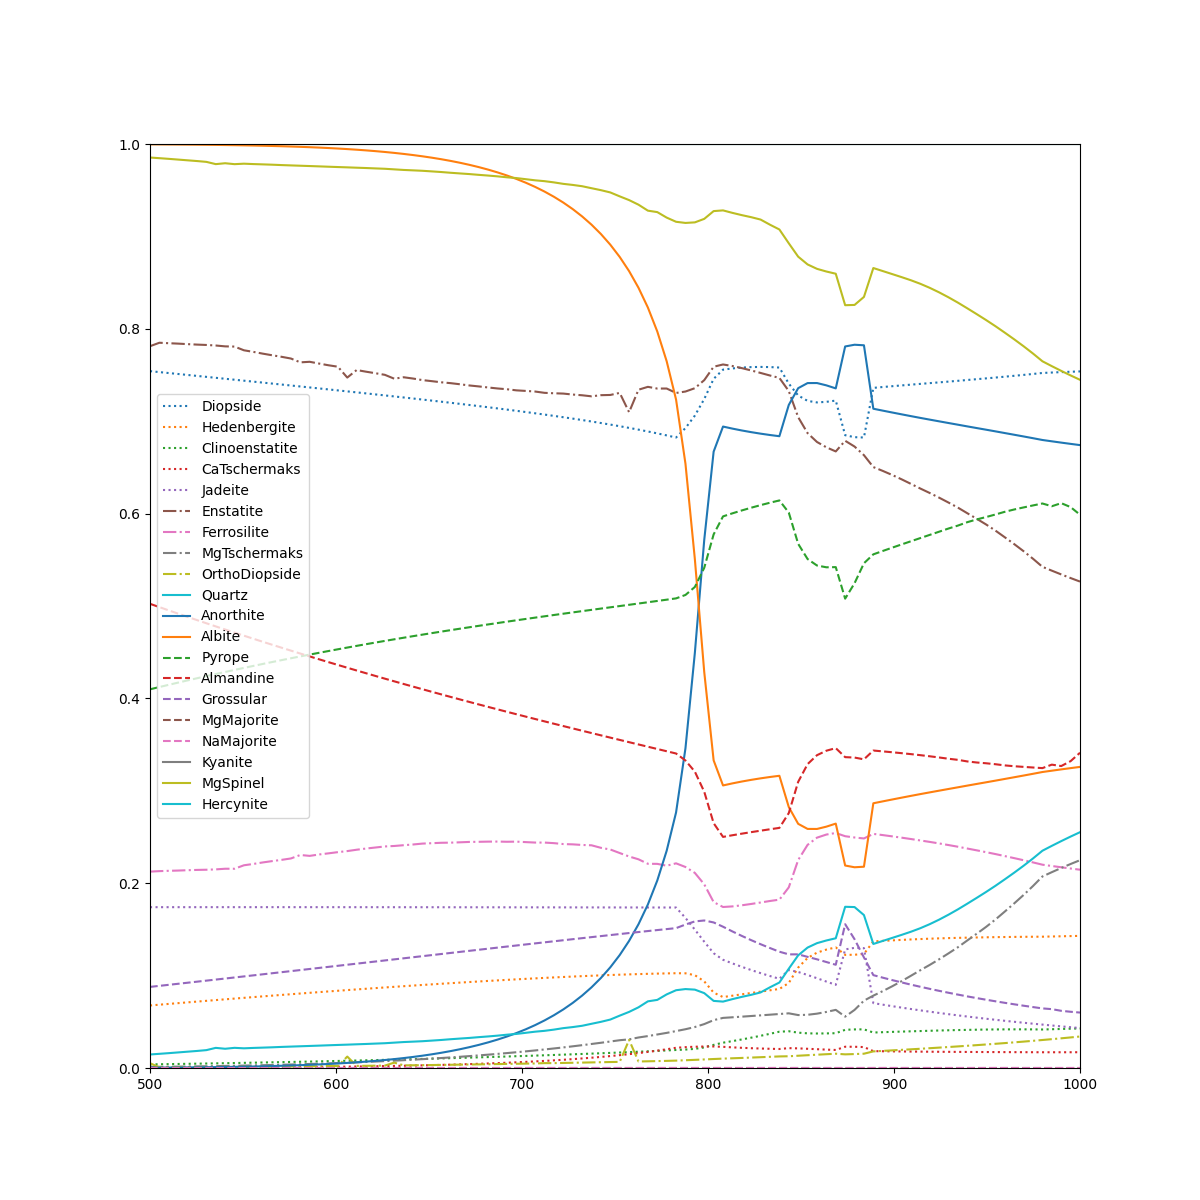 1.0
0.8
0.6
0.4
0.2
0.0
Diopside
Hedenbergite
Clinoenstatite
CaTschermaks
Jadeite
Enstatite
Ferrosilite
MgTschermaks
OrthoDiopside
Quartz
Anorthite
Albite
Pyrope
Almandine
Grossular
MgMajorite
NaMajorite
Kyanite
MgSpinel
Hercynite
500 600 700 800 900 1000